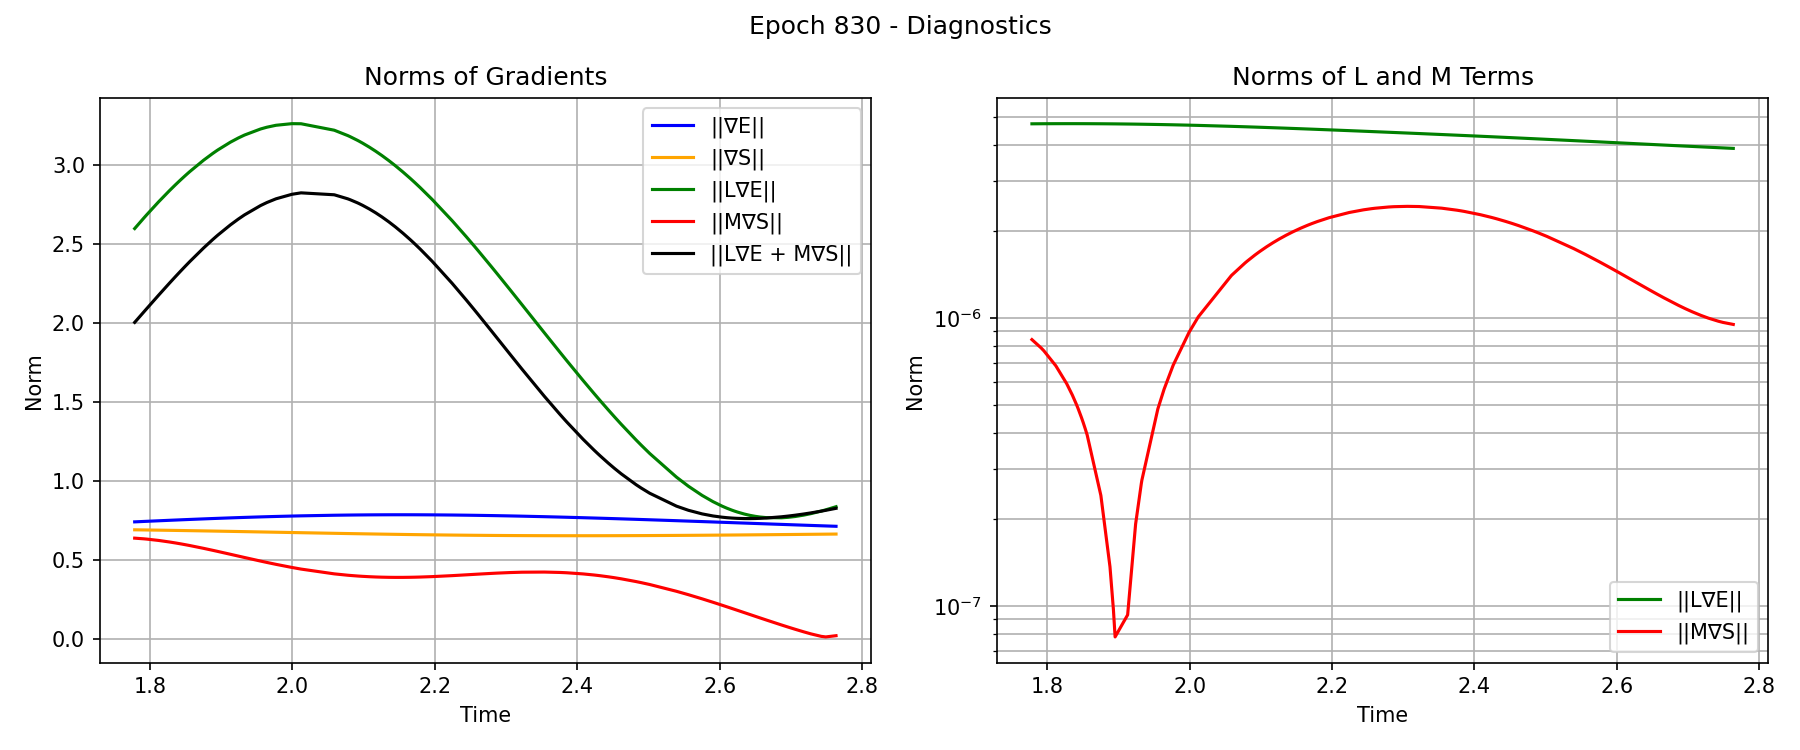 Epoch 830 - Diagnostics
Norms of Gradients
Norm
3.0
2.5
2.0
1.5
1.0
0.5
0.0
||∇E||
||∇S||
||L∇E||
||M∇S||
||L∇E + M∇S||
1.8
2.0
2.2
2.4
2.6
2.8
Time
Norms of L and M Terms
Norm
10⁻⁶
10⁻⁷
||L∇E||
||M∇S||
1.8
2.0
2.2
2.4
2.6
2.8
Time